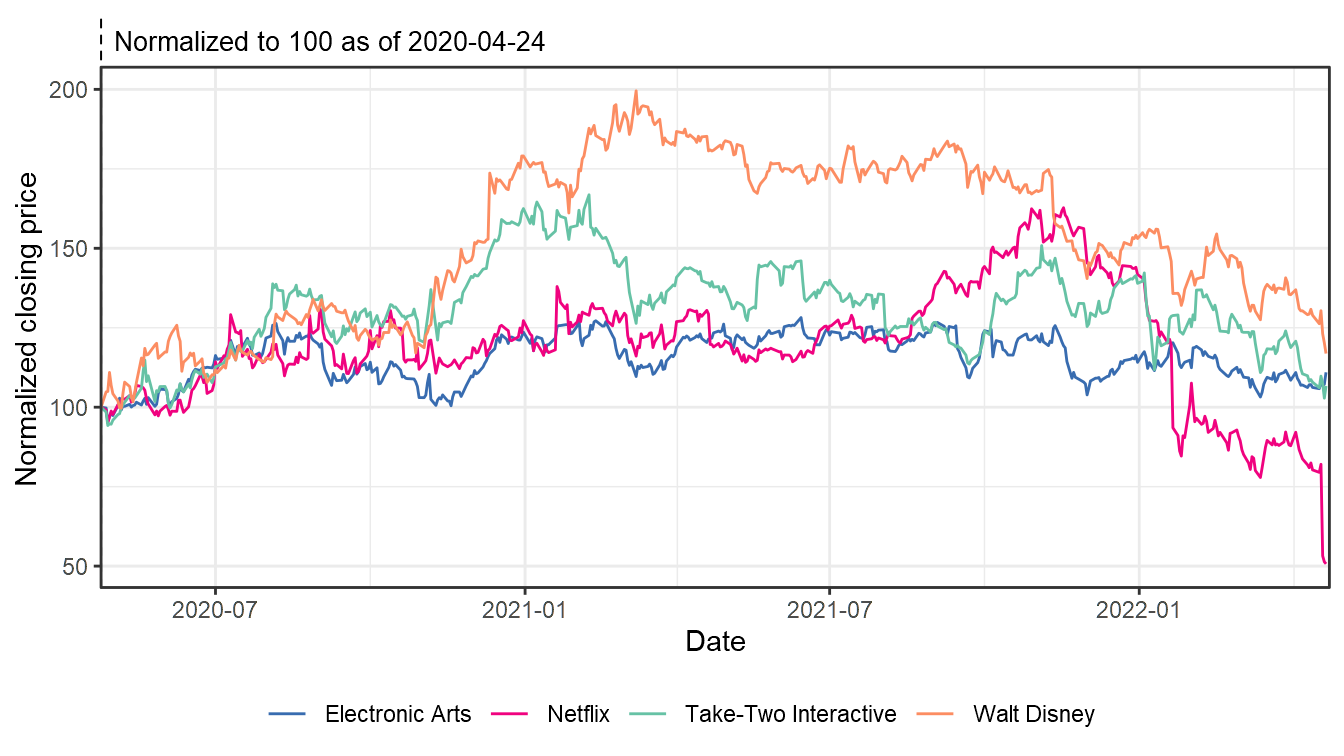 Normalized to 100 as of 2020-04-24
Normalized closing price
200
150
100
50
2020-07 2021-01 2021-07 2022-01
Date
Electronic Arts Netflix Take-Two Interactive Walt Disney